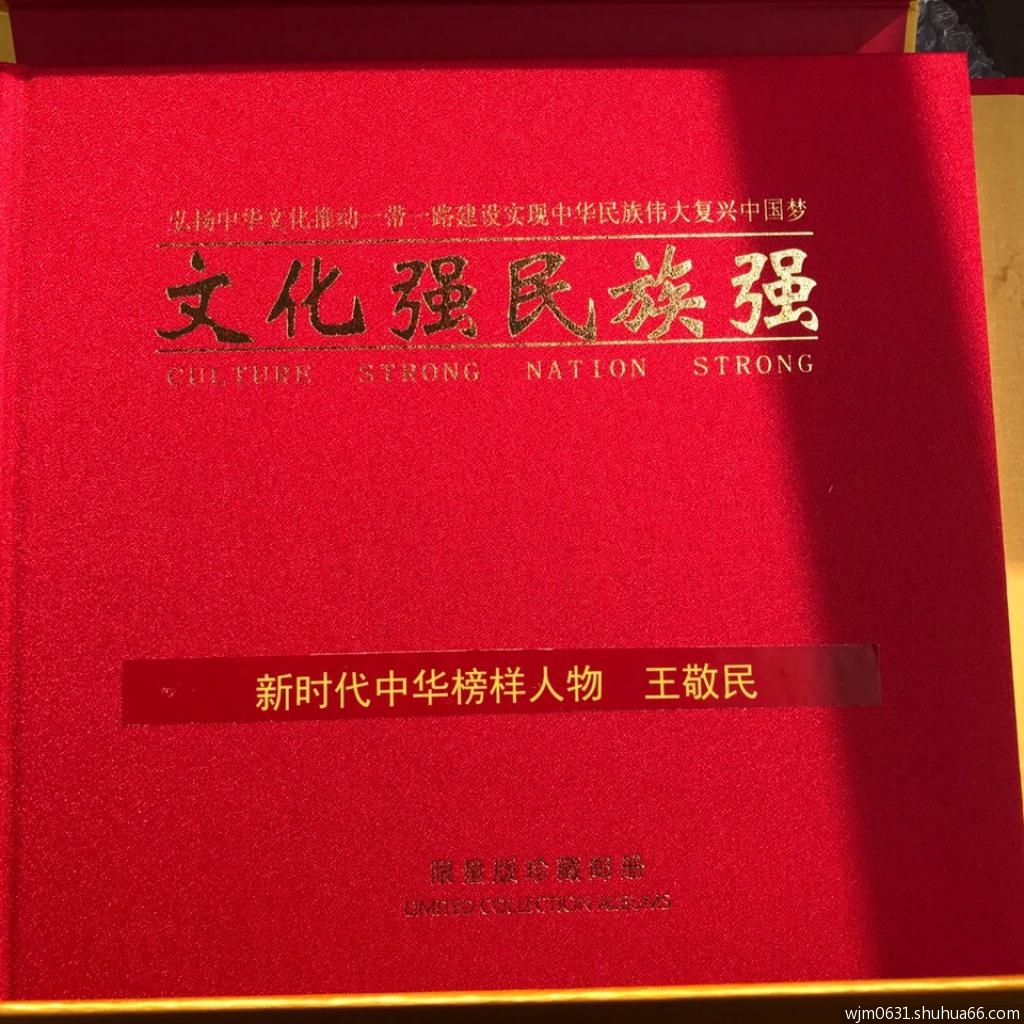 弘扬中华文化推动一带一路建设实现中华民族伟大复兴中国梦
文化强民族强
CULTURE STRONG NATION STRONG
新时代中华榜样人物 王敬民
限量版珍藏邮册
LIMITED COLLECTION ALBUMS
wjm0631.shuhua66.com